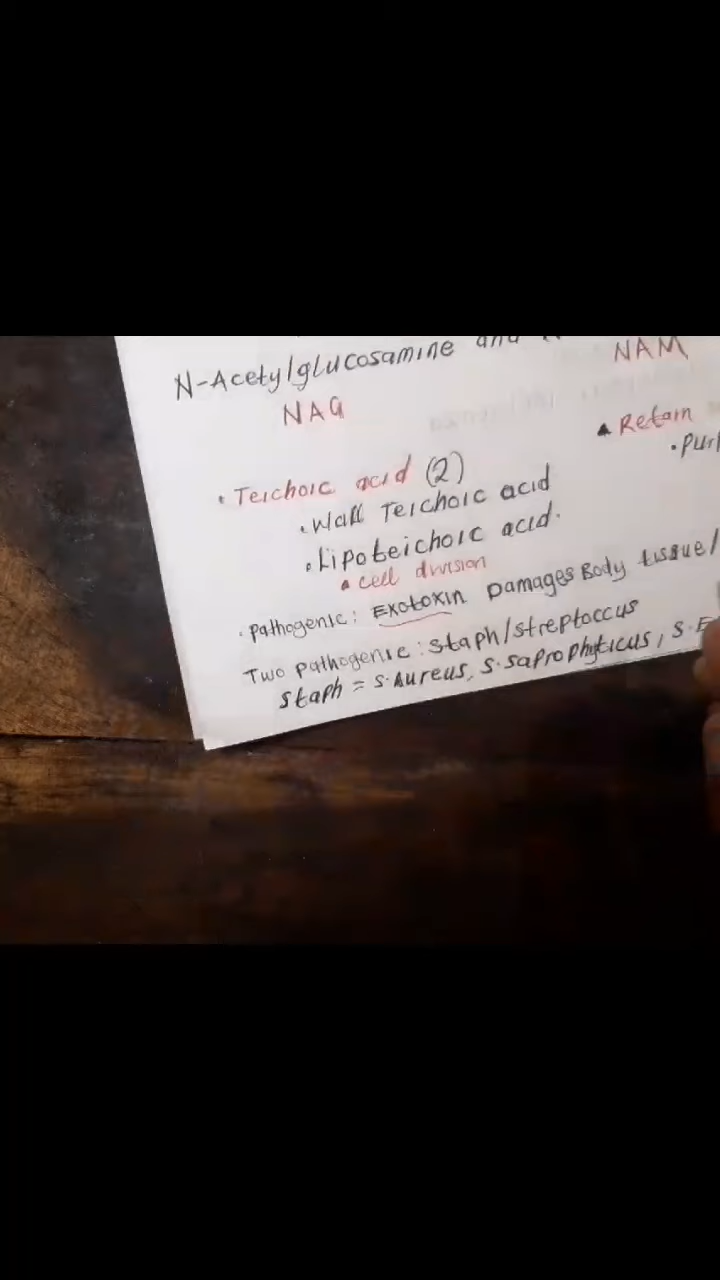 N-Acetylglucosamine and
NAM
NAG
▲ Retain
• Teichoic acid (2)
• Wall Teichoic acid
• Lipoteichoic acid.
▲ cell division
• Pathogenic: Exotoxin Damages Body tissue/
Two pathogenic: staph/streptoccus
staph = S. Aureus, S. saprophyticus, S. E